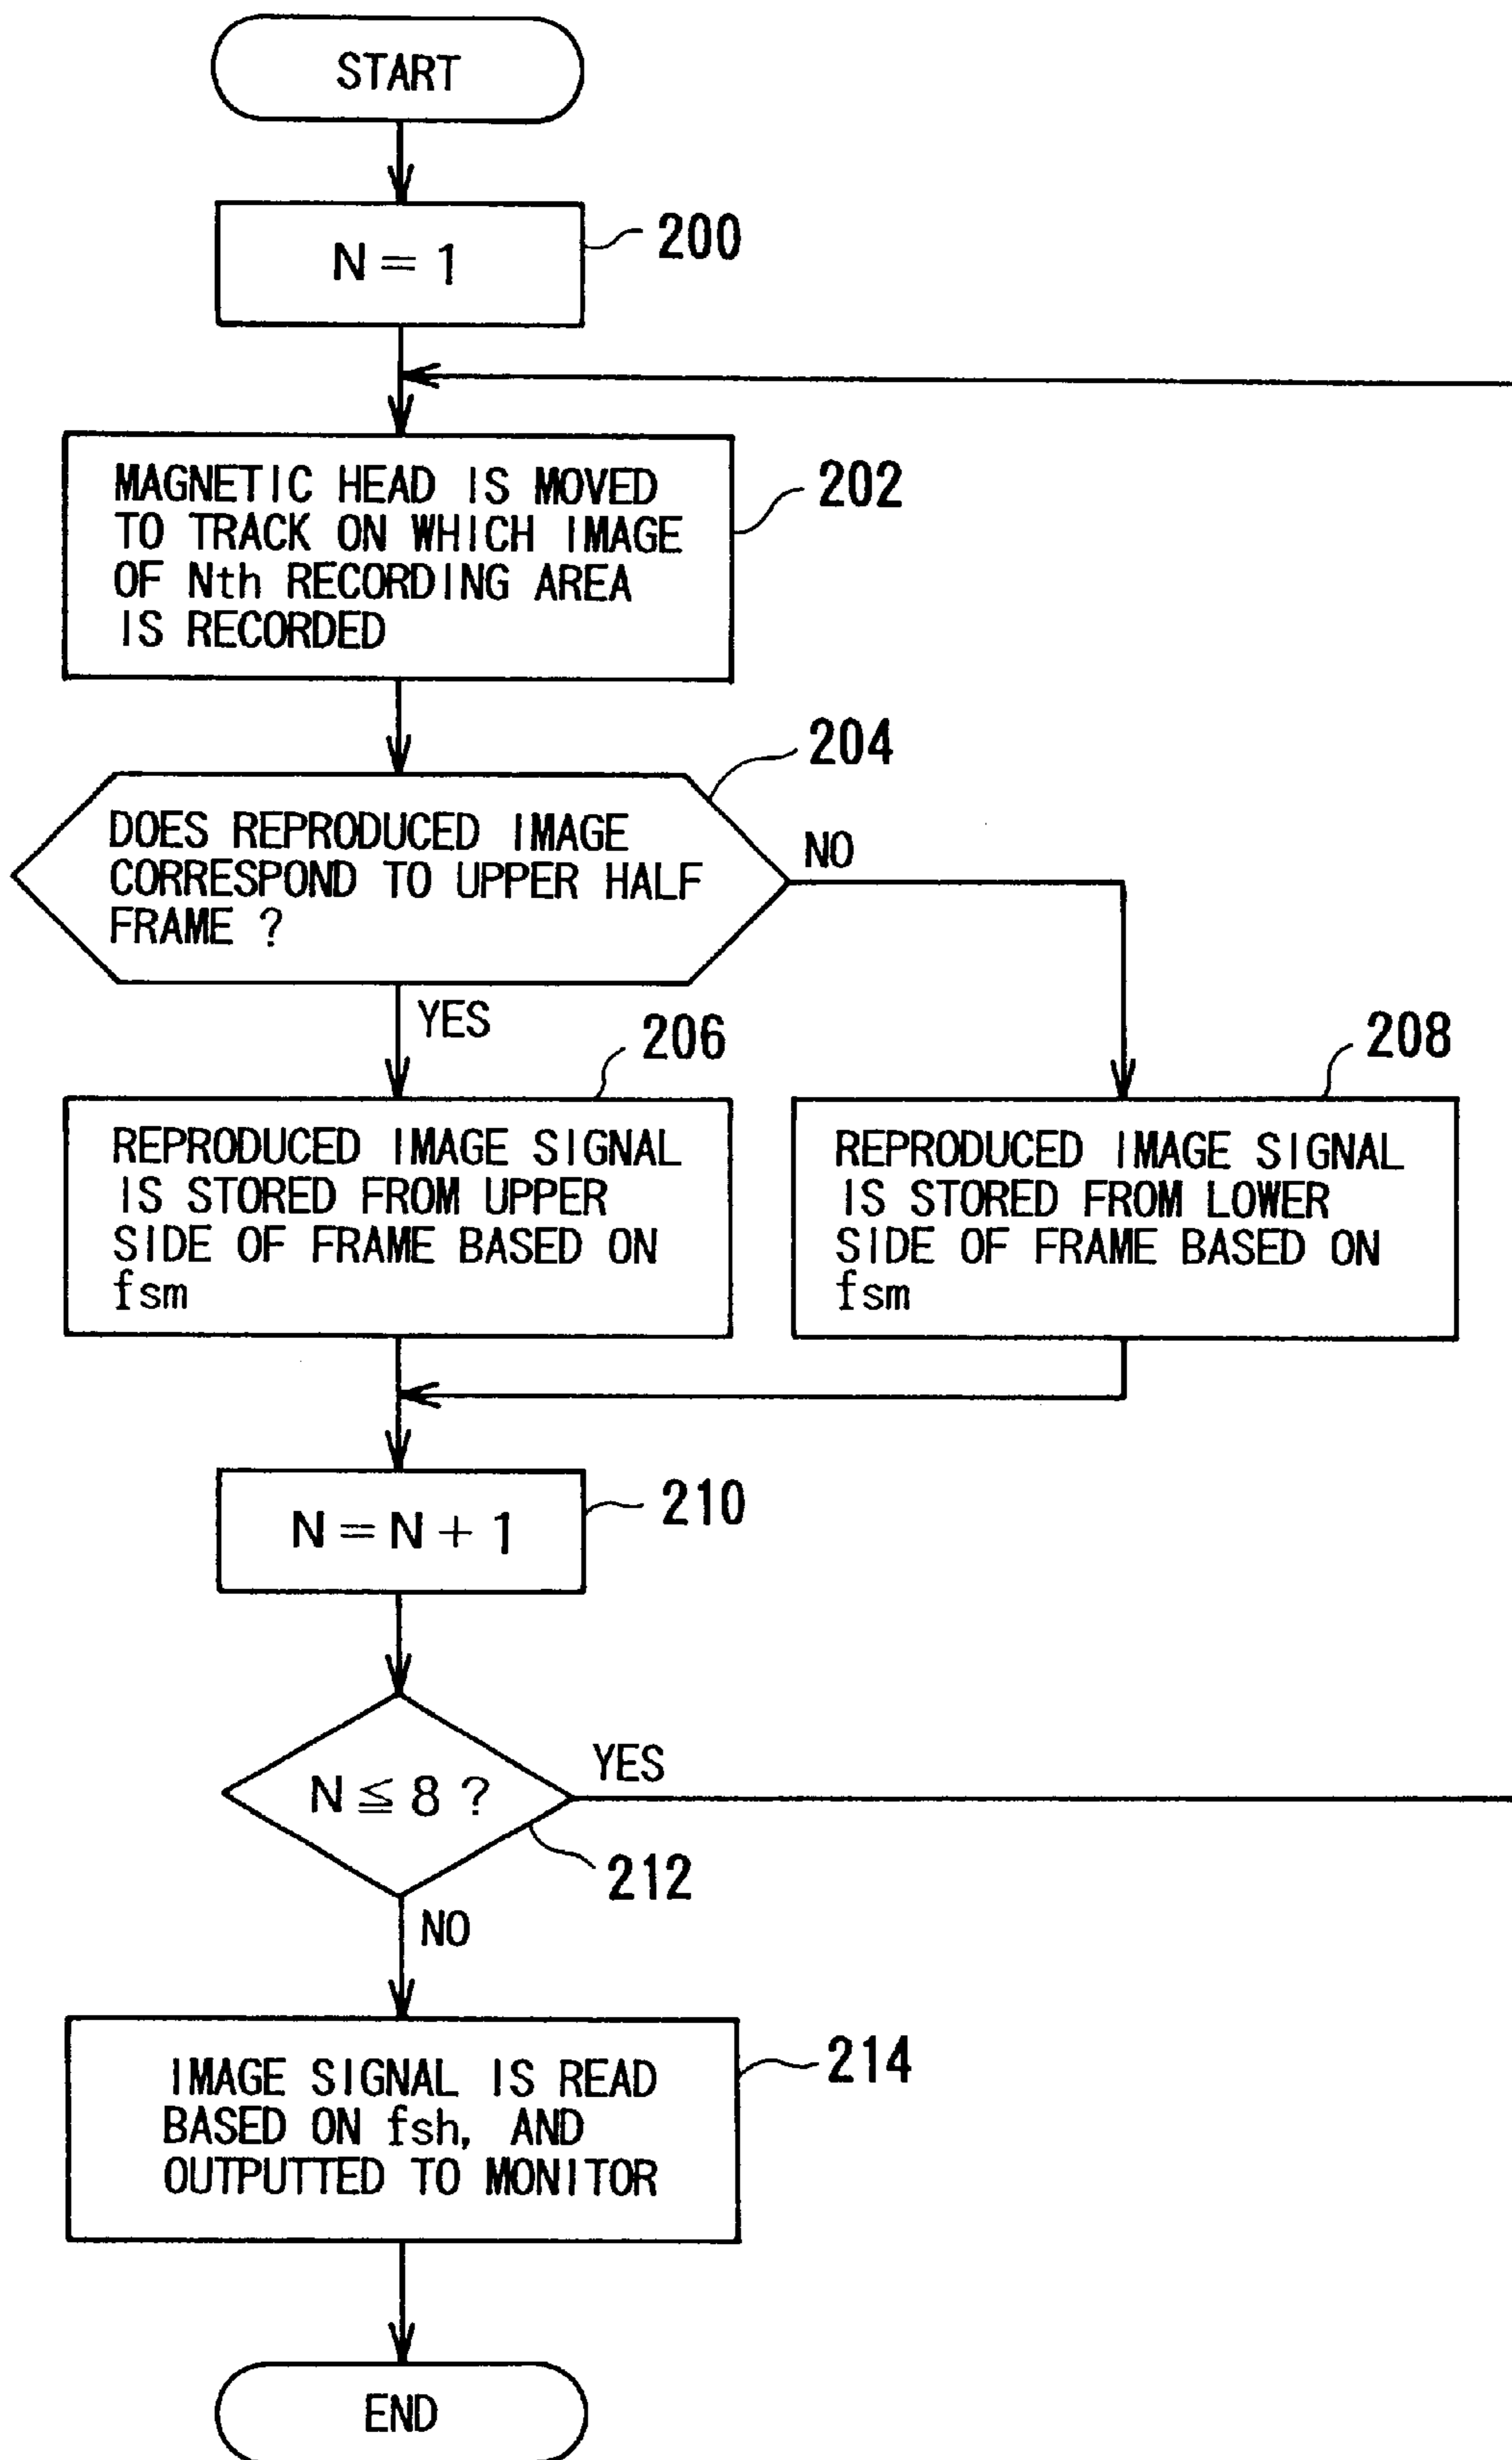 START
N = 1
200
MAGNETIC HEAD IS MOVED
TO TRACK ON WHICH IMAGE
OF Nth RECORDING AREA
IS RECORDED
202
204
DOES REPRODUCED IMAGE
CORRESPOND TO UPPER HALF
FRAME ?
NO
YES
206
208
REPRODUCED IMAGE SIGNAL
IS STORED FROM UPPER
SIDE OF FRAME BASED ON
fsm
REPRODUCED IMAGE SIGNAL
IS STORED FROM LOWER
SIDE OF FRAME BASED ON
fsm
N = N + 1
210
N ≦ 8 ?
YES
212
NO
IMAGE SIGNAL IS READ
BASED ON fsh, AND
OUTPUTTED TO MONITOR
214
END